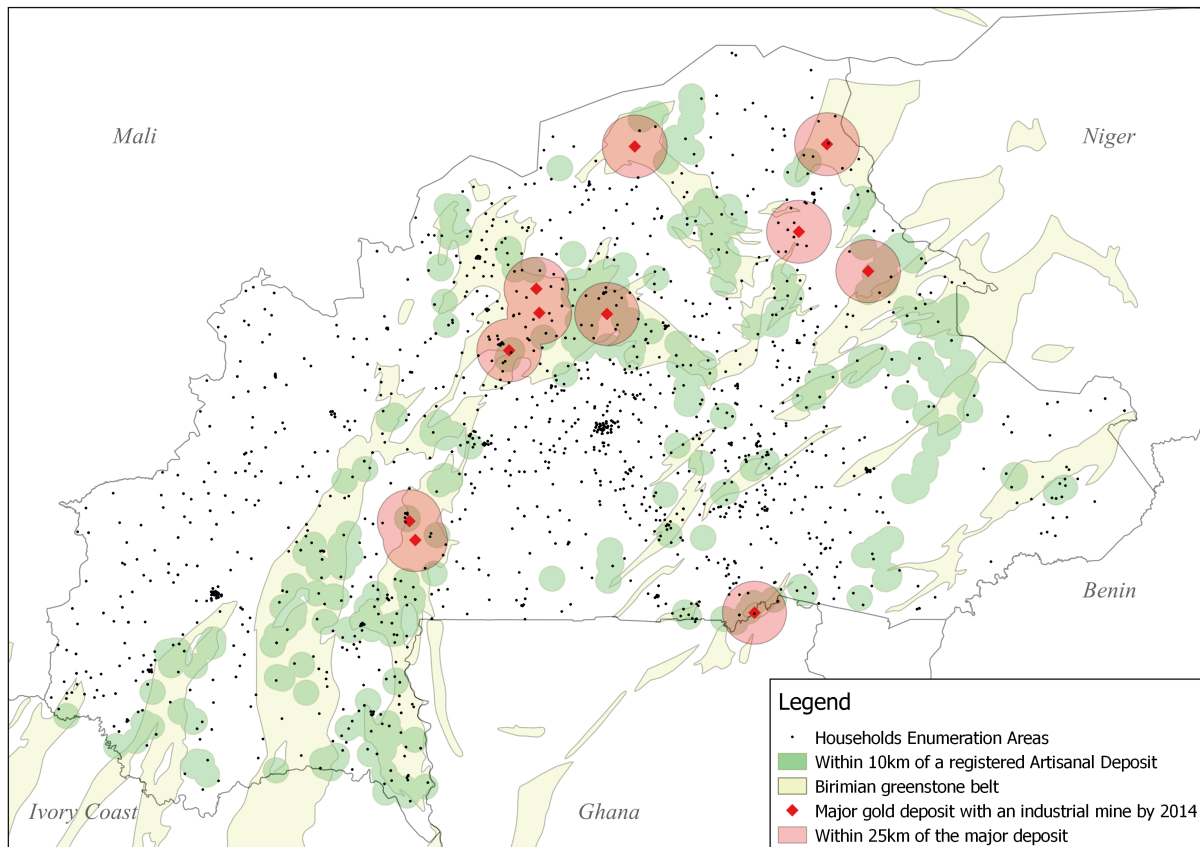 Mali
Niger
Benin
Ivory Coast
Ghana
Legend
Households Enumeration Areas
Within 10km of a registered Artisanal Deposit
Birimian greenstone belt
Major gold deposit with an industrial mine by 2014
Within 25km of the major deposit